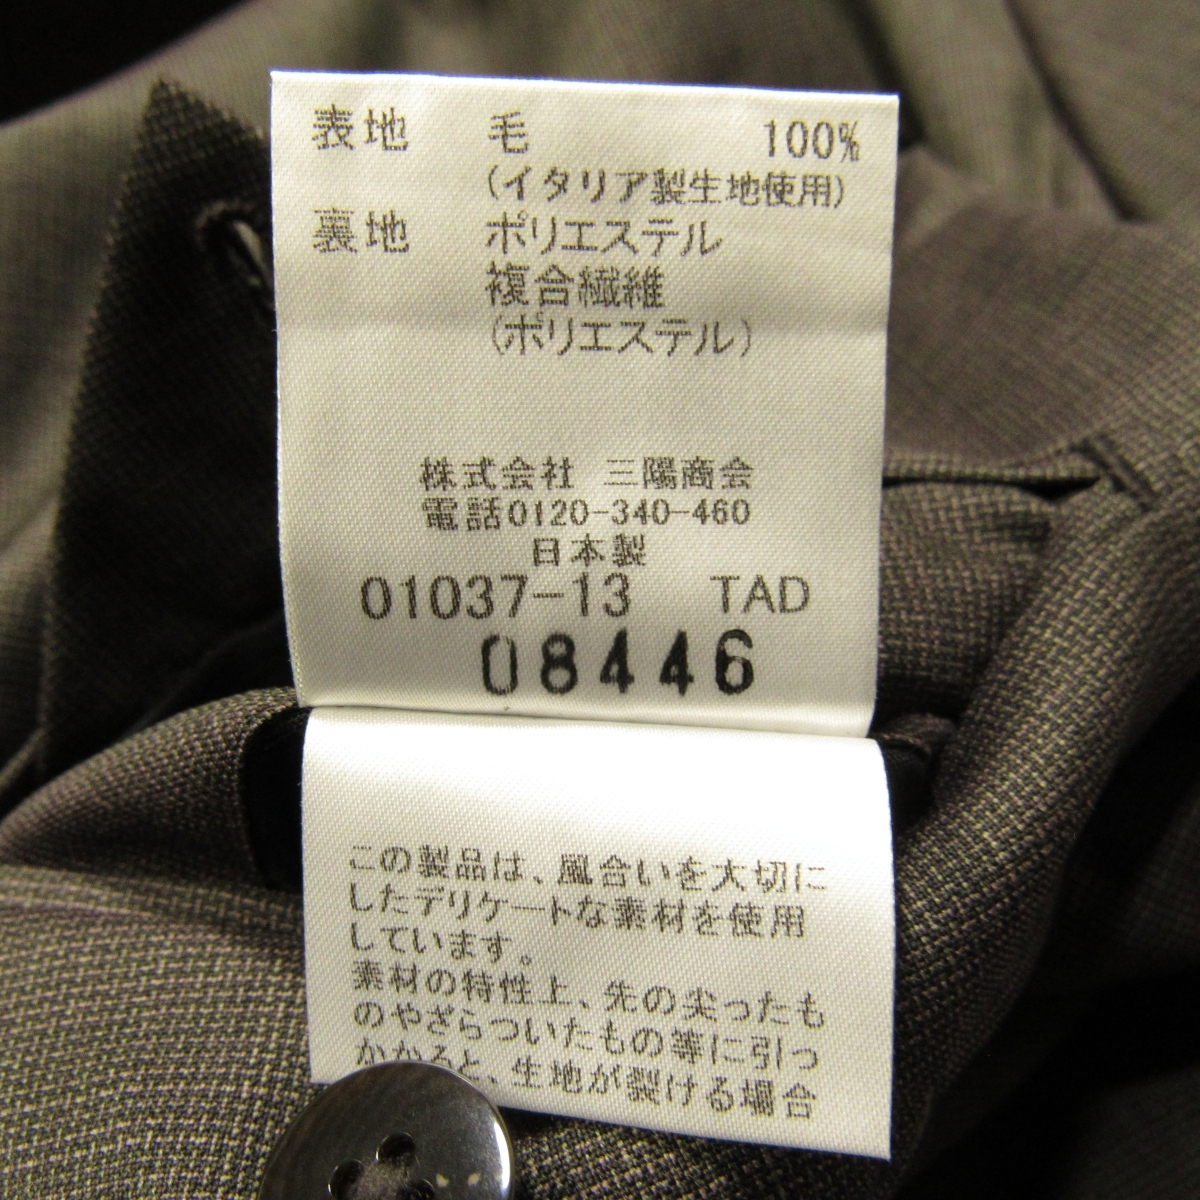 表地 毛 100%
(イタリア製生地使用)
裏地 ポリエステル
複合繊維
(ポリエステル)
株式会社 三陽商会
電話0120-340-460
日本製
01037-13 TAD
08446
この製品は、風合いを大切に
したデリケートな素材を使用
しています。
素材の特性上、先の尖ったも
のやざらついたもの等に引っ
かかると、生地が裂ける場合